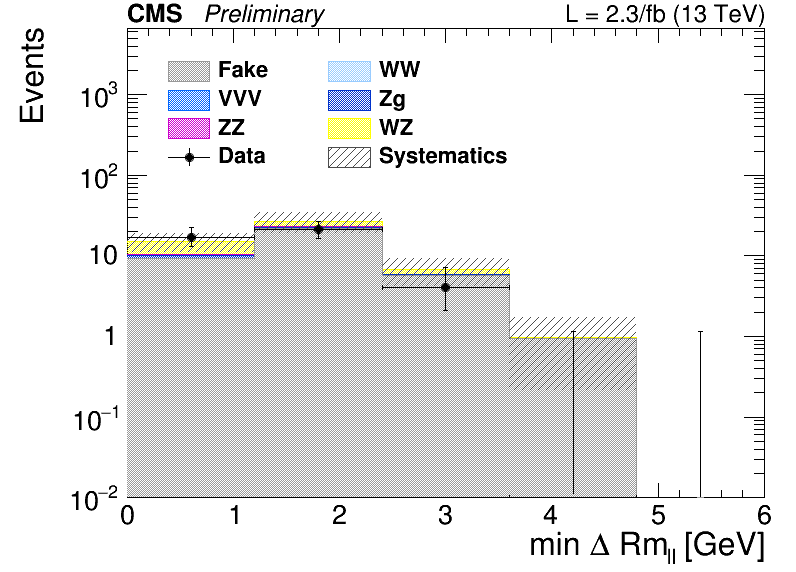 CMS Preliminary L = 2.3/fb (13 TeV)
Events
Fake WW
VVV Zg
ZZ WZ
Data Systematics
10³
10²
10
1
10⁻¹
10⁻²
0 1 2 3 4 5 6
min Δ Rm_ll [GeV]